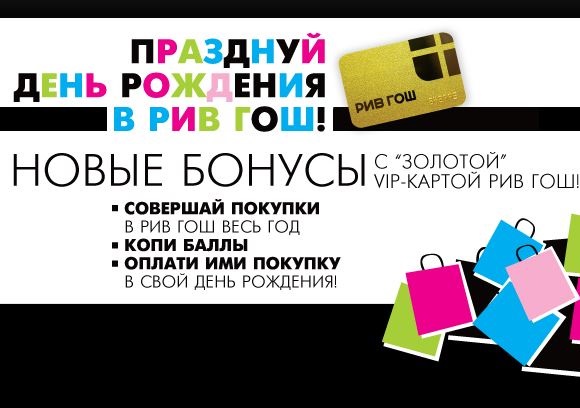 ПРАЗДНУЙ
ДЕНЬ РОЖДЕНИЯ
В РИВ ГОШ!
РИВ ГОШ
НОВЫЕ БОНУСЫ
С “ЗОЛОТОЙ”
VIP-КАРТОЙ РИВ ГОШ!
СОВЕРШАЙ ПОКУПКИ
В РИВ ГОШ ВЕСЬ ГОД
КОПИ БАЛЛЫ
ОПЛАТИ ИМИ ПОКУПКУ
В СВОЙ ДЕНЬ РОЖДЕНИЯ!